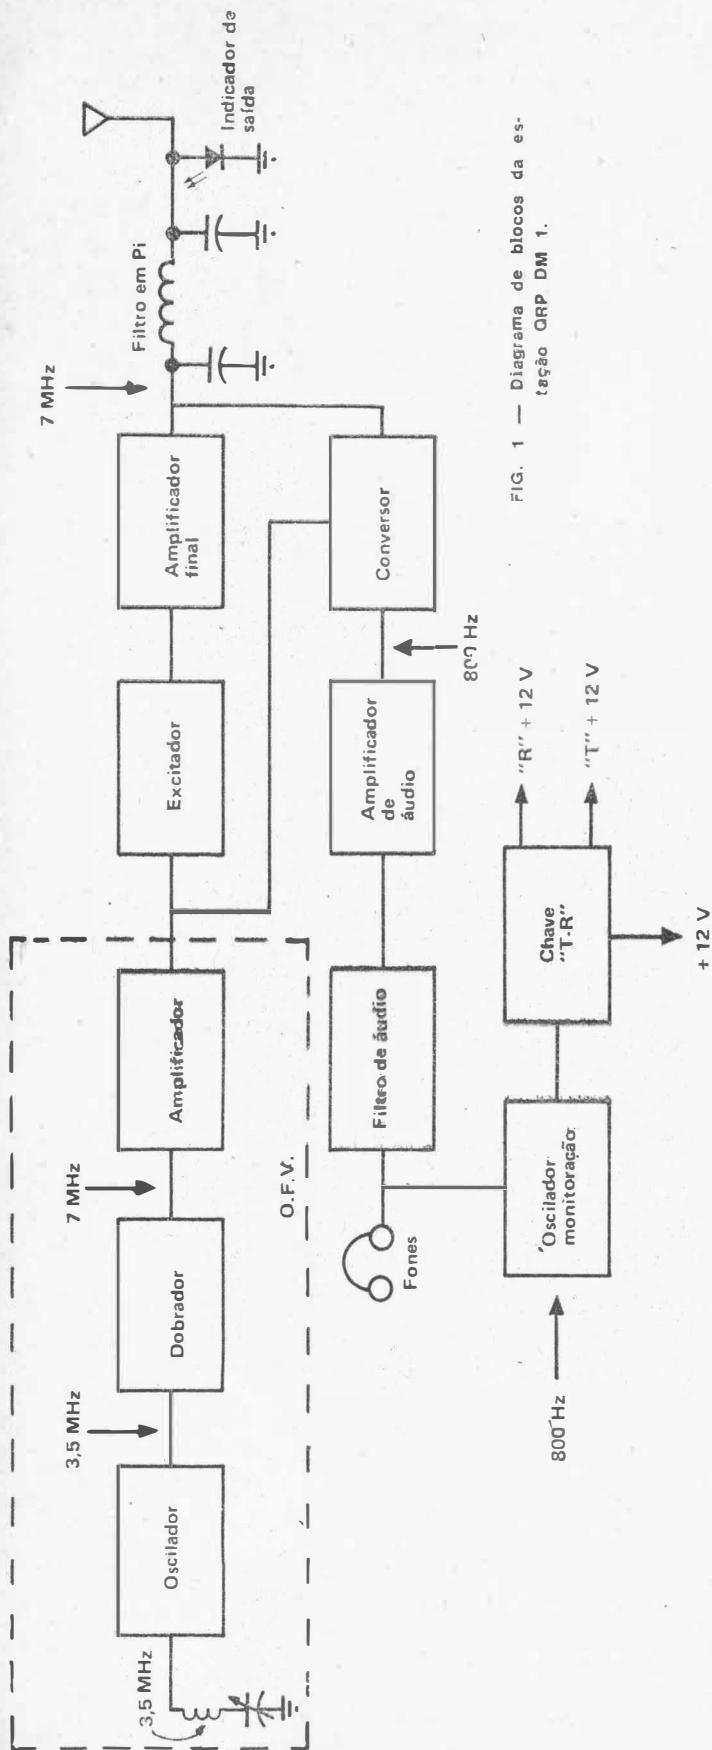 3,5 MHz
Oscilador
3,5 MHz
Dobrador
7 MHz
Amplificador
O.F.V.
Excitador
Amplificador
final
7 MHz
Filtro em Pi
Indicador de
saída
Fones
Filtro de áudio
Amplificador
de
áudio
800 Hz
Conversor
800 Hz
Oscilador
monitoração
Chave
"T-R"
"R" + 12 V
"T" + 12 V
+ 12 V
FIG. 1 — Diagrama de blocos da es-
tação QRP DM 1.